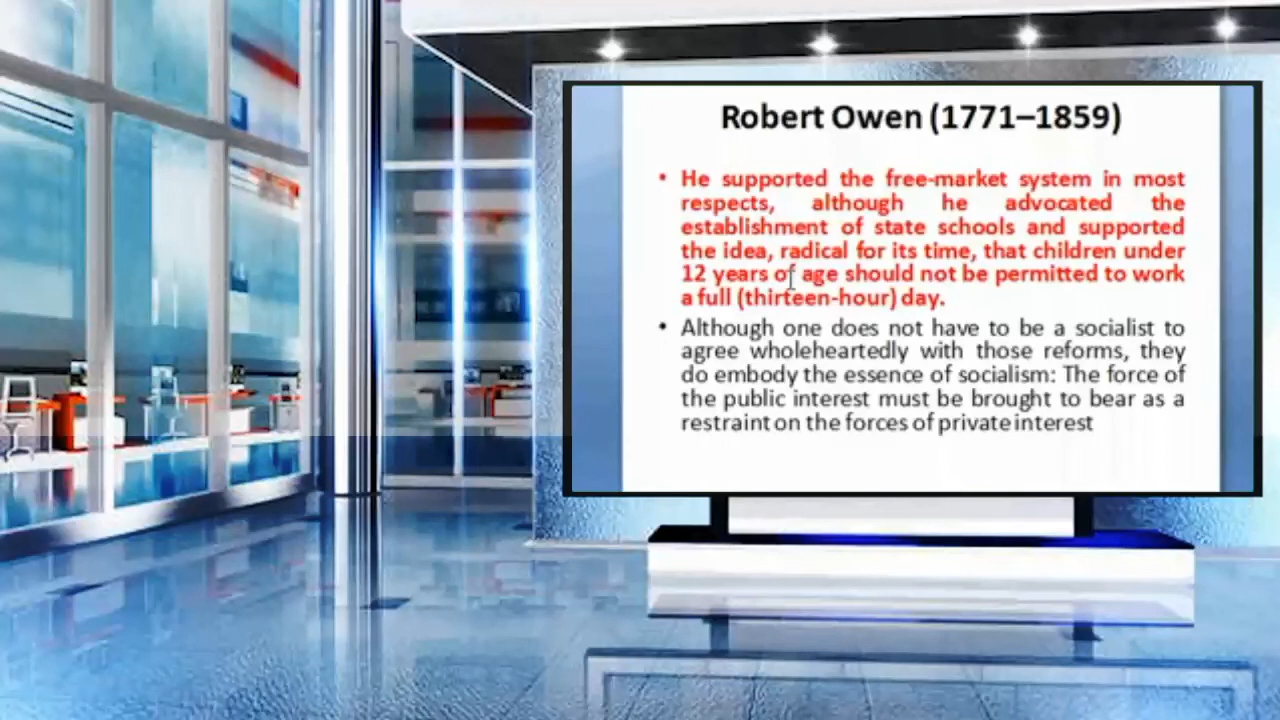 Robert Owen (1771–1859)
• He supported the free-market system in most
respects, although he advocated the
establishment of state schools and supported
the idea, radical for its time, that children under
12 years of age should not be permitted to work
a full (thirteen-hour) day.
• Although one does not have to be a socialist to
agree wholeheartedly with those reforms, they
do embody the essence of socialism: The force of
the public interest must be brought to bear as a
restraint on the forces of private interest